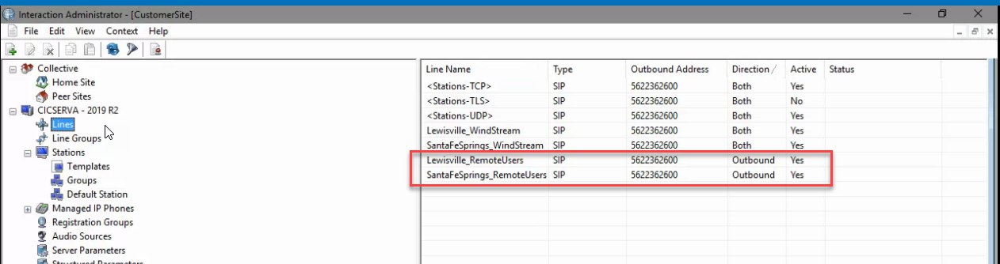 Interaction Administrator - [CustomerSite]
File Edit View Context Help
Collective
Home Site
Peer Sites
CICSERVA - 2019 R2
Lines
Line Groups
Stations
Templates
Groups
Default Station
Managed IP Phones
Registration Groups
Audio Sources
Server Parameters
Structured Parameters
Line Name Type Outbound Address Direction Active Status
<Stations-TCP> SIP 5622362600 Both Yes
<Stations-TLS> SIP 5622362600 Both No
<Stations-UDP> SIP 5622362600 Both Yes
Lewisville_WindStream SIP 5622362600 Both Yes
SantaFeSprings_WindStream SIP 5622362600 Both Yes
Lewisville_RemoteUsers SIP 5622362600 Outbound Yes
SantaFeSprings_RemoteUsers SIP 5622362600 Outbound Yes